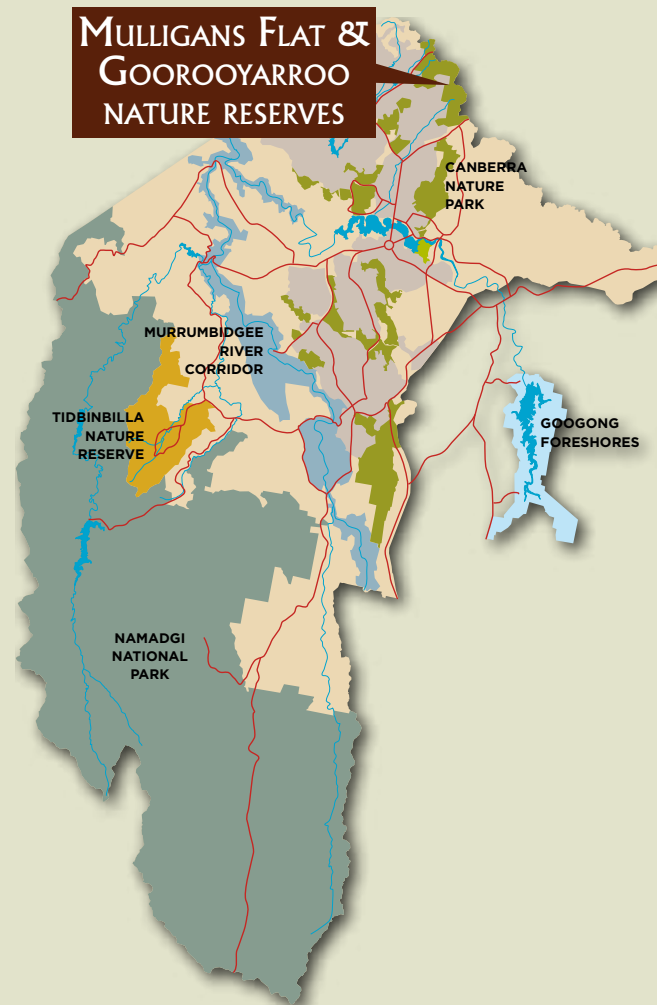 MULLIGANS FLAT &
GOOROOYARROO
NATURE RESERVES
CANBERRA
NATURE
PARK
MURRUMBIDGEE
RIVER
CORRIDOR
TIDBINBILLA
NATURE
RESERVE
GOOGONG
FORESHORES
NAMADGI
NATIONAL
PARK